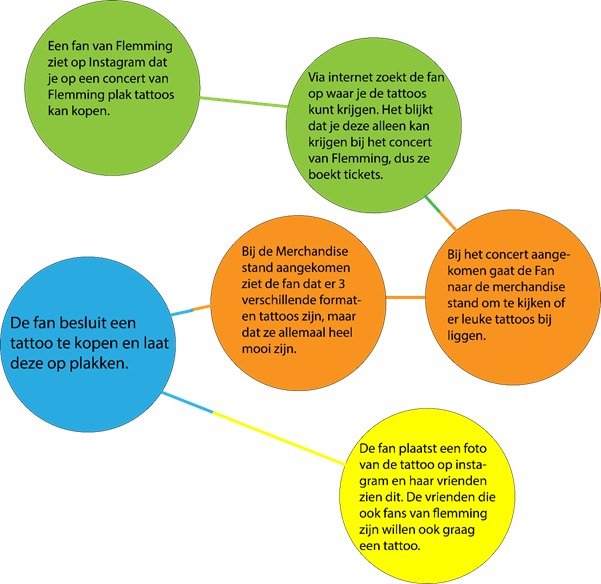 Een fan van Flemming
ziet op Instagram dat
je op een concert van
Flemming plak tattoos
kan kopen.
Via internet zoekt de fan
op waar je de tattoos
kunt krijgen. Het blijkt
dat je deze alleen kan
krijgen bij het concert
van Flemming, dus ze
boekt tickets.
Bij het concert aange-
komen gaat de Fan
naar de merchandise
stand om te kijken of
er leuke tattoos bij
liggen.
Bij de Merchandise
stand aangekomen
ziet de fan dat er 3
verschillende format-
en tattoos zijn, maar
dat ze allemaal heel
mooi zijn.
De fan besluit een
tattoo te kopen en laat
deze op plakken.
De fan plaatst een foto
van de tattoo op insta-
gram en haar vrienden
zien dit. De vrienden die
ook fans van flemming
zijn willen ook graag
een tattoo.